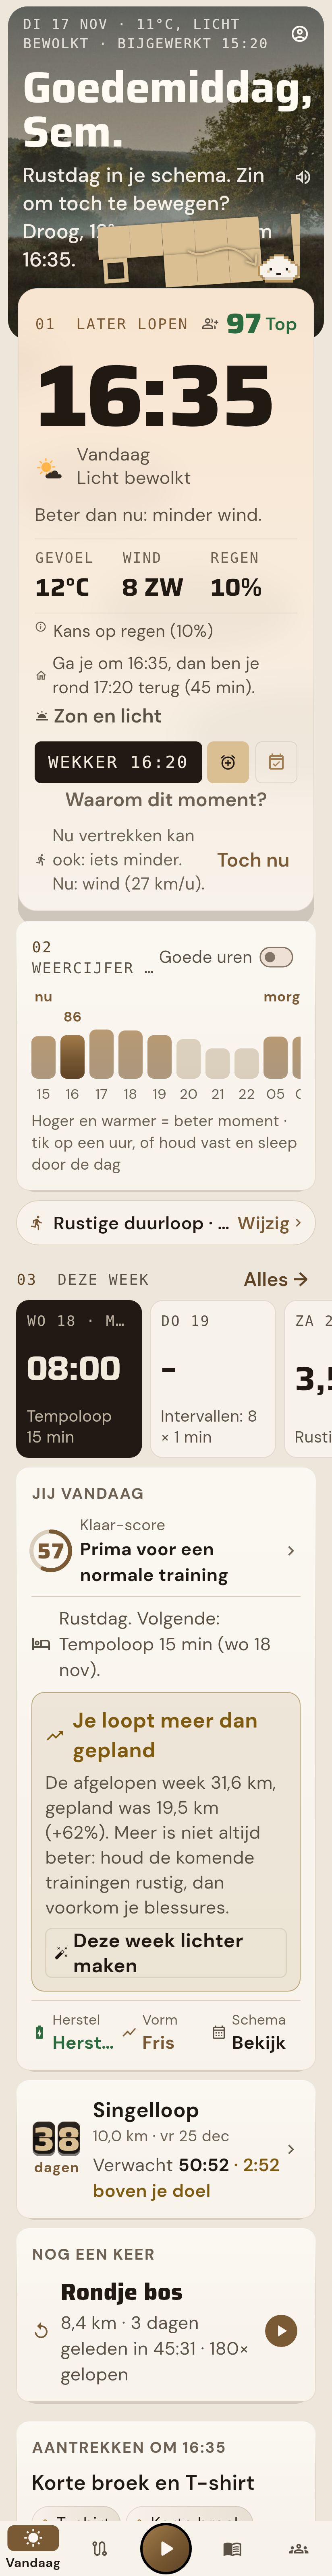 DI 17 NOV · 11°C, LICHT
BEWOLKT · BIJGEWERKT 15:20
Goedemiddag,
Sem.
Rustdag in je schema. Zin
om toch te bewegen?
Droog,
16:35.
01 LATER LOPEN 97 Top
16:35
Vandaag
Licht bewolkt
Beter dan nu: minder wind.
GEVOEL WIND REGEN
12°C 8 ZW 10%
Kans op regen (10%)
Ga je om 16:35, dan ben je
rond 17:20 terug (45 min).
Zon en licht
WEKKER 16:20
Waarom dit moment?
Nu vertrekken kan
ook: iets minder.
Nu: wind (27 km/u).
Toch nu
02
WEERCIJFER …
Goede uren
nu morg
86
15 16 17 18 19 20 21 22 05
Hoger en warmer = beter moment ·
tik op een uur, of houd vast en sleep
door de dag
Rustige duurloop · … Wijzig
03 DEZE WEEK Alles
WO 18 · M…
08:00
Tempoloop
15 min
DO 19
–
Intervallen: 8
× 1 min
ZA 2
3,5
Rusti
JIJ VANDAAG
57
Klaar-score
Prima voor een
normale training
Rustdag. Volgende:
Tempoloop 15 min (wo 18
nov).
Je loopt meer dan
gepland
De afgelopen week 31,6 km,
gepland was 19,5 km
(+62%). Meer is niet altijd
beter: houd de komende
trainingen rustig, dan
voorkom je blessures.
Deze week lichter
maken
Herstel Vorm Schema
Herst… Fris Bekijk
38
dagen
Singelloop
10,0 km · vr 25 dec
Verwacht 50:52 · 2:52
boven je doel
NOG EEN KEER
Rondje bos
8,4 km · 3 dagen
geleden in 45:31 · 180×
gelopen
AANTREKKEN OM 16:35
Korte broek en T-shirt
T-shirt Korte broek
Vandaag